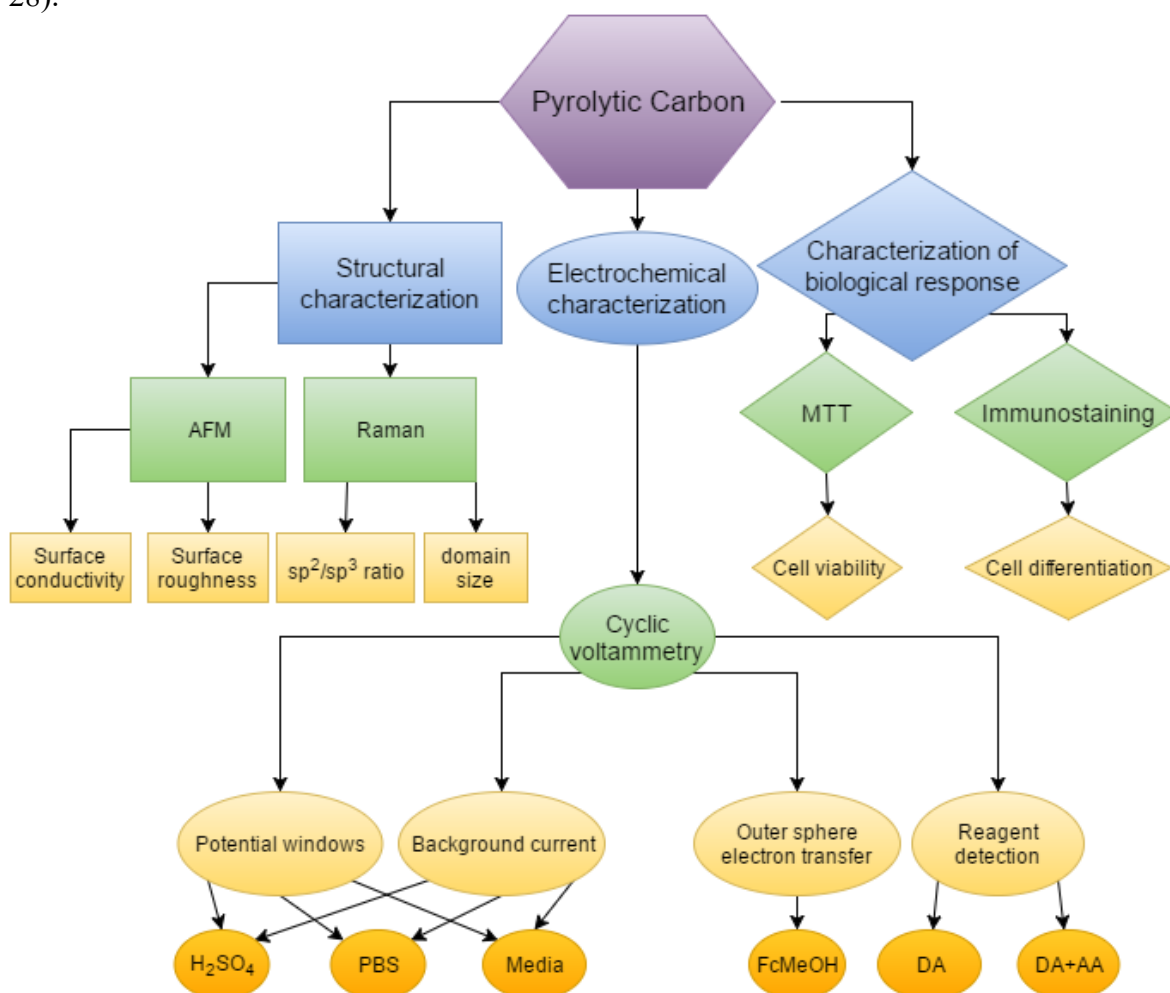 28).
Pyrolytic Carbon
Structural
characterization
Electrochemical
characterization
Characterization of
biological response
AFM
Raman
MTT
Immunostaining
Surface
conductivity
Surface
roughness
sp²/sp³ ratio
domain
size
Cell viability
Cell differentiation
Cyclic
voltammetry
Potential windows
Background current
Outer sphere
electron transfer
Reagent
detection
H₂SO₄
PBS
Media
FcMeOH
DA
DA+AA